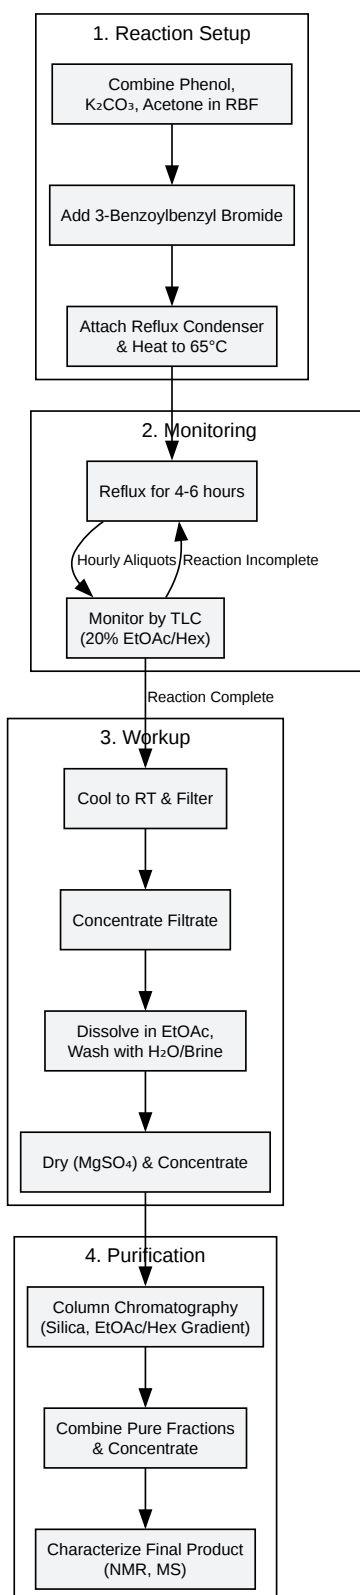 1. Reaction Setup
Combine Phenol,
K₂CO₃, Acetone in RBF
Add 3-Benzoylbenzyl Bromide
Attach Reflux Condenser
& Heat to 65°C
2. Monitoring
Reflux for 4-6 hours
Hourly Aliquots
Reaction Incomplete
Monitor by TLC
(20% EtOAc/Hex)
Reaction Complete
3. Workup
Cool to RT & Filter
Concentrate Filtrate
Dissolve in EtOAc,
Wash with H₂O/Brine
Dry (MgSO₄) & Concentrate
4. Purification
Column Chromatography
(Silica, EtOAc/Hex Gradient)
Combine Pure Fractions
& Concentrate
Characterize Final Product
(NMR, MS)